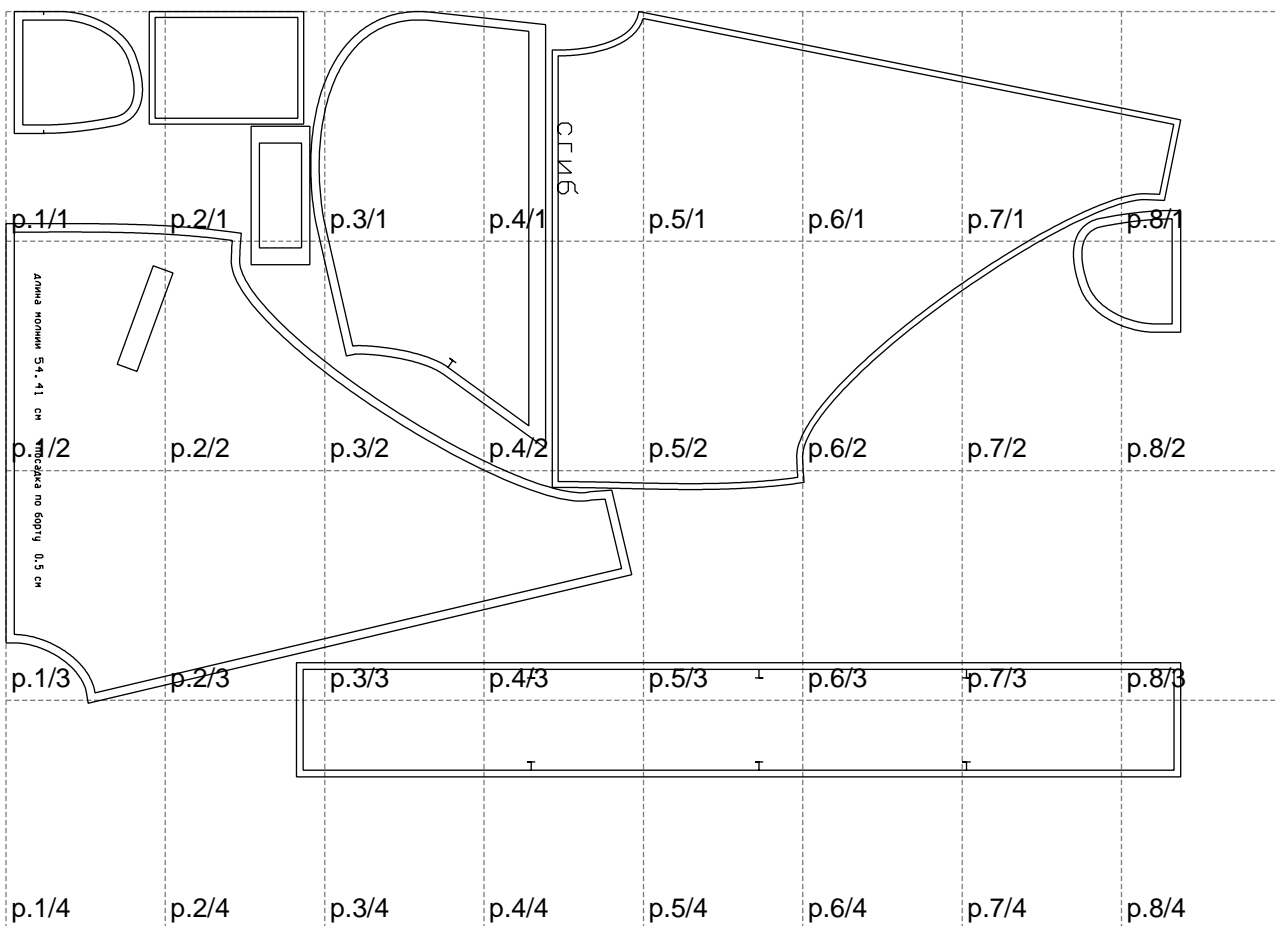 СГИБ
p.1/1 p.2/1 p.3/1 p.4/1 p.5/1 p.6/1 p.7/1 p.8/1
длина молнии 54.41 см посадка по борту 0.5 см
p.1/2 p.2/2 p.3/2 p.4/2 p.5/2 p.6/2 p.7/2 p.8/2
p.1/3 p.2/3 p.3/3 p.4/3 p.5/3 p.6/3 p.7/3 p.8/3
p.1/4 p.2/4 p.3/4 p.4/4 p.5/4 p.6/4 p.7/4 p.8/4